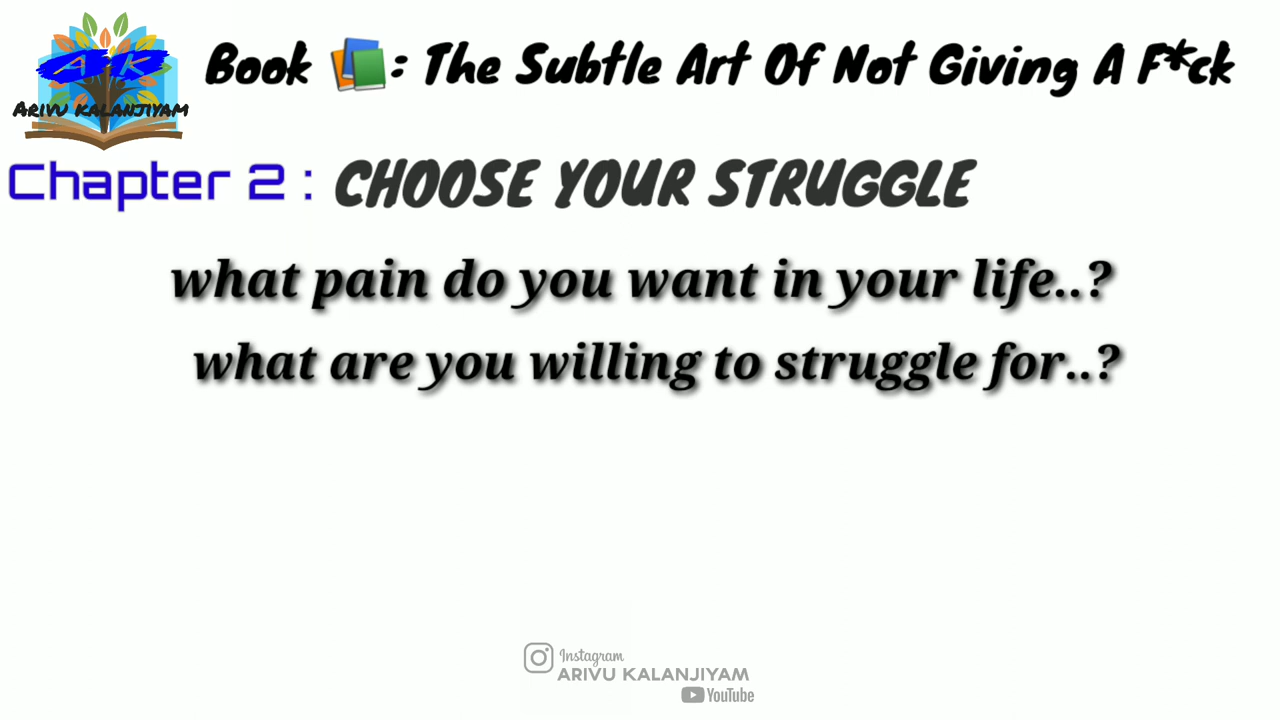 Book 📚: The Subtle Art Of Not Giving A F*ck
A K
ARIVU KALANJIYAM
Chapter 2 : CHOOSE YOUR STRUGGLE
what pain do you want in your life..?
what are you willing to struggle for..?
Instagram
ARIVU KALANJIYAM
YouTube